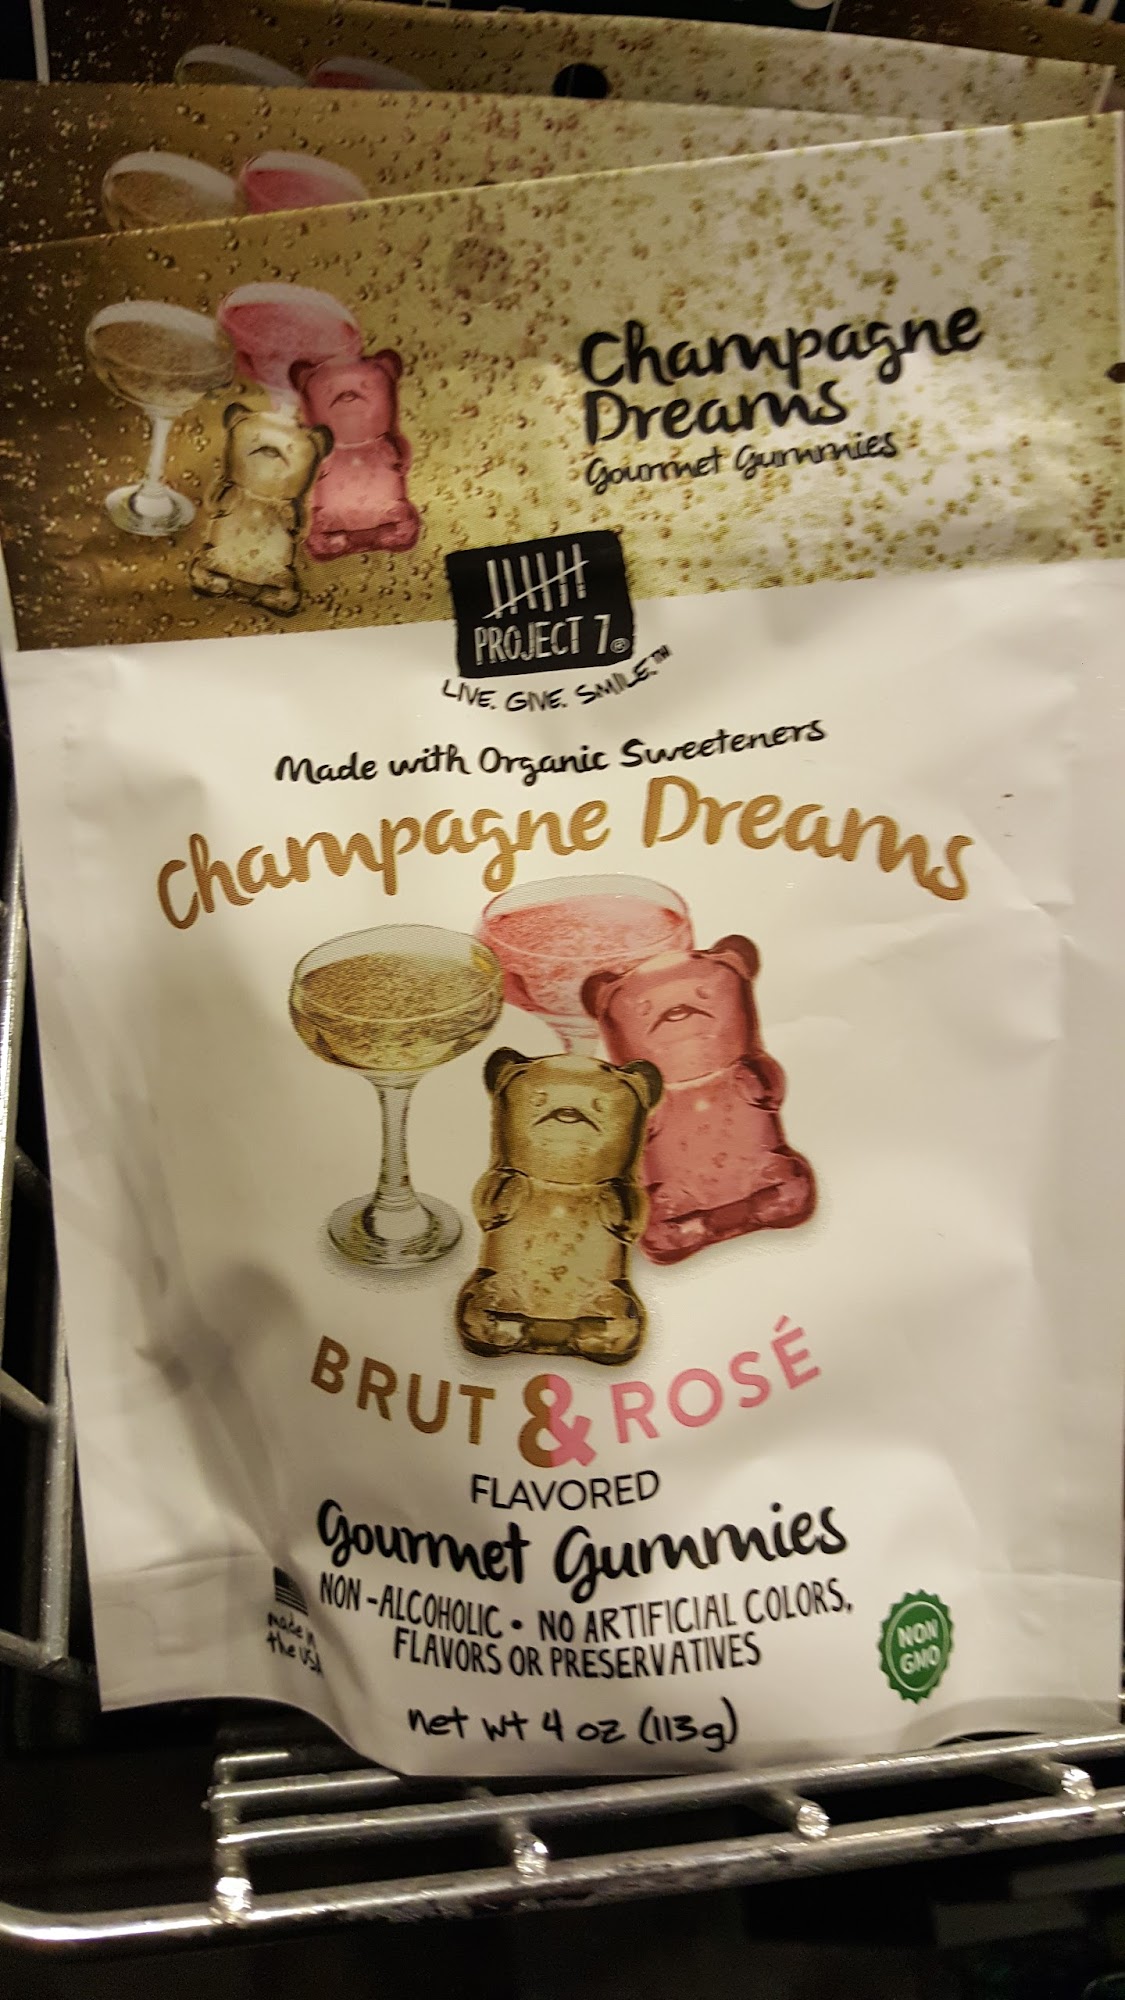 Champagne
Dreams
Gourmet Gummies
PROJECT 7®
LIVE. GIVE. SMILE.™
Made with Organic Sweeteners
Champagne Dreams
BRUT & ROSÉ
FLAVORED
Gourmet Gummies
NON-ALCOHOLIC • NO ARTIFICIAL COLORS,
FLAVORS OR PRESERVATIVES
made in
the USA
NON
GMO
net wt 4 oz (113g)